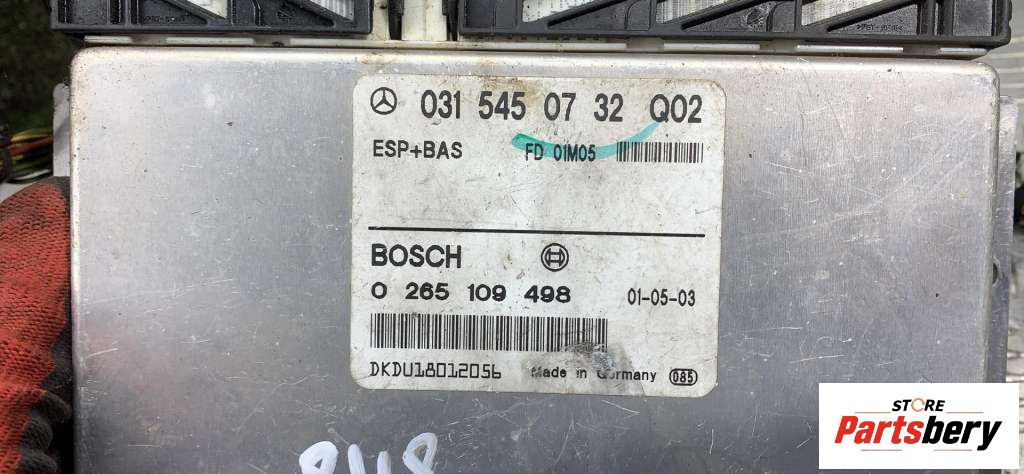 031 545 07 32 Q02
ESP+BAS FD 01M05
BOSCH
0 265 109 498 01-05-03
DKDU18012056 Made in Germany 085
STORE
Partsbery